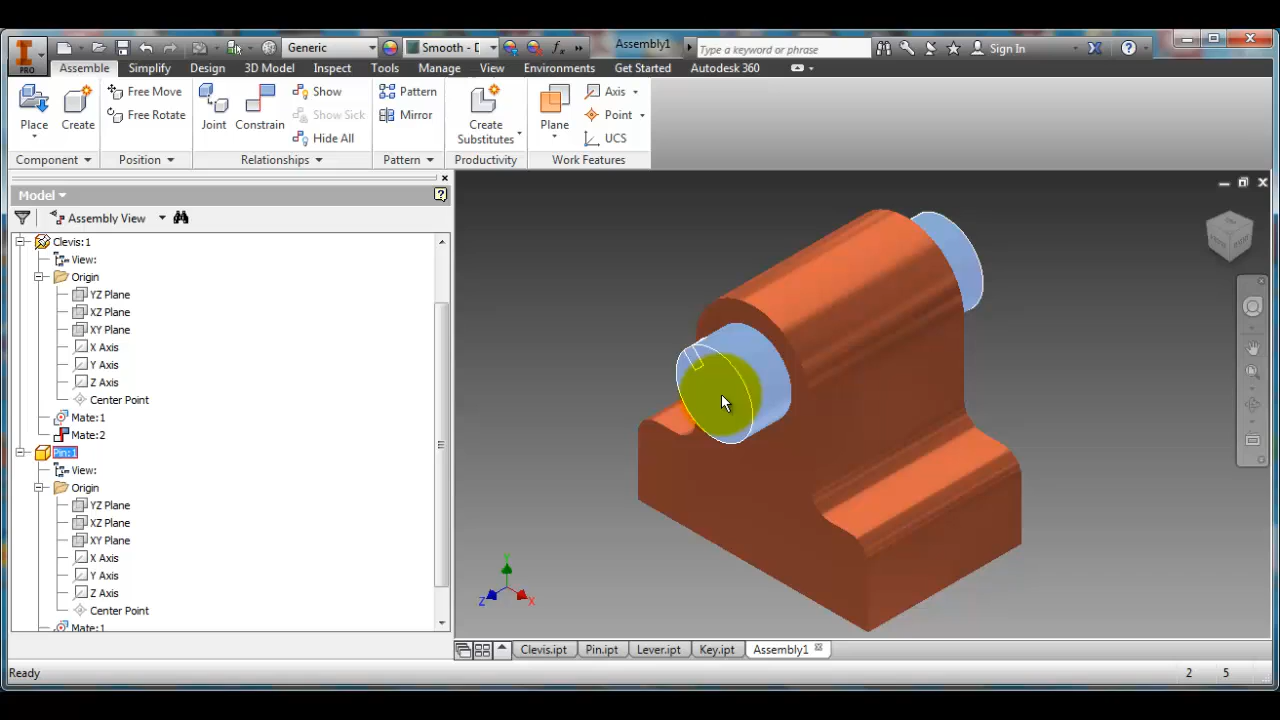 Generic
Smooth - [
fx
Assembly1
Type a keyword or phrase
Sign In
PRO
Assemble Simplify Design 3D Model Inspect Tools Manage View Environments Get Started Autodesk 360
Place
Create
Free Move
Free Rotate
Joint
Constrain
Show
Show Sick
Hide All
Pattern
Mirror
Create
Substitutes
Plane
Axis
Point
UCS
Component
Position
Relationships
Pattern
Productivity
Work Features
Model
Assembly View
Clevis:1
View:
Origin
YZ Plane
XZ Plane
XY Plane
X Axis
Y Axis
Z Axis
Center Point
Mate:1
Mate:2
Pin:1
View:
Origin
YZ Plane
XZ Plane
XY Plane
X Axis
Y Axis
Z Axis
Center Point
Mate:1
Y
Z
X
Clevis.ipt Pin.ipt Lever.ipt Key.ipt Assembly1
Ready
2 5